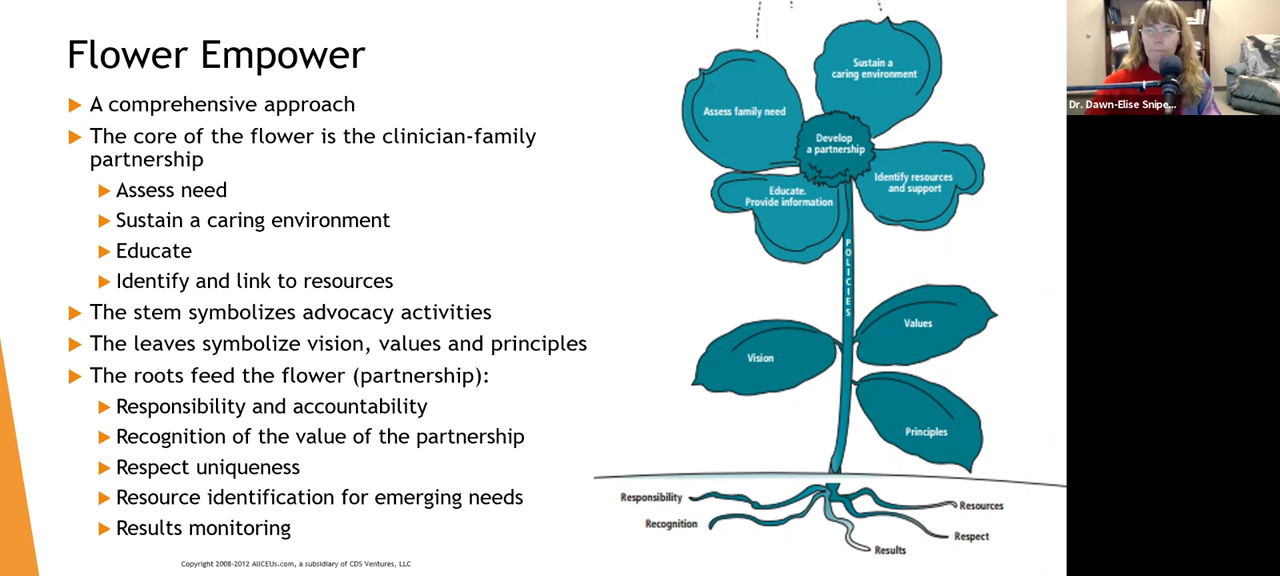 Flower Empower
A comprehensive approach
The core of the flower is the clinician-family
partnership
Assess need
Sustain a caring environment
Educate
Identify and link to resources
The stem symbolizes advocacy activities
The leaves symbolize vision, values and principles
The roots feed the flower (partnership):
Responsibility and accountability
Recognition of the value of the partnership
Respect uniqueness
Resource identification for emerging needs
Results monitoring
Copyright 2008-2012 AllCEUs.com, a subsidiary of CDS Ventures, LLC
Sustain a
caring environment
Assess family need
Develop
a partnership
Identify resources
and support
Educate.
Provide information
POLICIES
Values
Vision
Principles
Responsibility
Resources
Recognition
Respect
Results
Dr. Dawn-Elise Snipe...